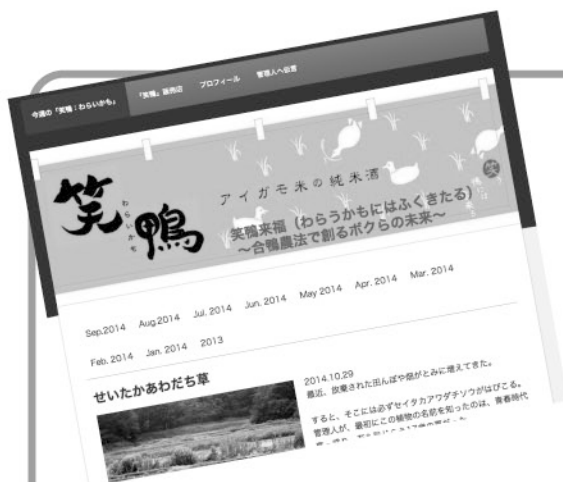 今週の「笑鴨：わらいかも」 「笑鴨」販売店 プロフィール 管理人へ伝言
笑鴨
わらいかも
アイガモ米の純米酒
笑
笑鴨来福（わらうかもにはふくきたる）
～合鴨農法で創るボクらの未来～
Sep.2014 Aug.2014 Jul. 2014 Jun. 2014 May 2014 Apr. 2014 Mar. 2014
Feb. 2014 Jan. 2014 2013
せいたかあわだち草
2014.10.29
最近、放棄された田んぼや畑がとみに増えてきた。
すると、そこには必ずセイタカアワダチソウがはびこる。
管理人が、最初にこの植物の名前を知ったのは、青春時代